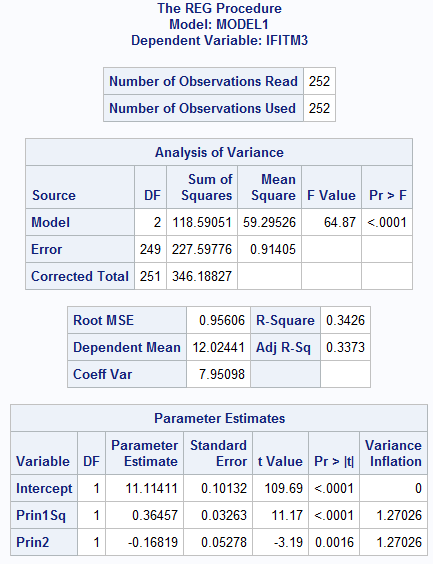 The REG Procedure
Model: MODEL1
Dependent Variable: IFITM3
Number of Observations Read 252
Number of Observations Used 252
Analysis of Variance
Source DF Sum of Squares Mean Square F Value Pr > F
Model 2 118.59051 59.29526 64.87 <.0001
Error 249 227.59776 0.91405
Corrected Total 251 346.18827
Root MSE 0.95606 R-Square 0.3426
Dependent Mean 12.02441 Adj R-Sq 0.3373
Coeff Var 7.95098
Parameter Estimates
Variable DF Parameter Estimate Standard Error t Value Pr > |t| Variance Inflation
Intercept 1 11.11411 0.10132 109.69 <.0001 0
Prin1Sq 1 0.36457 0.03263 11.17 <.0001 1.27026
Prin2 1 -0.16819 0.05278 -3.19 0.0016 1.27026